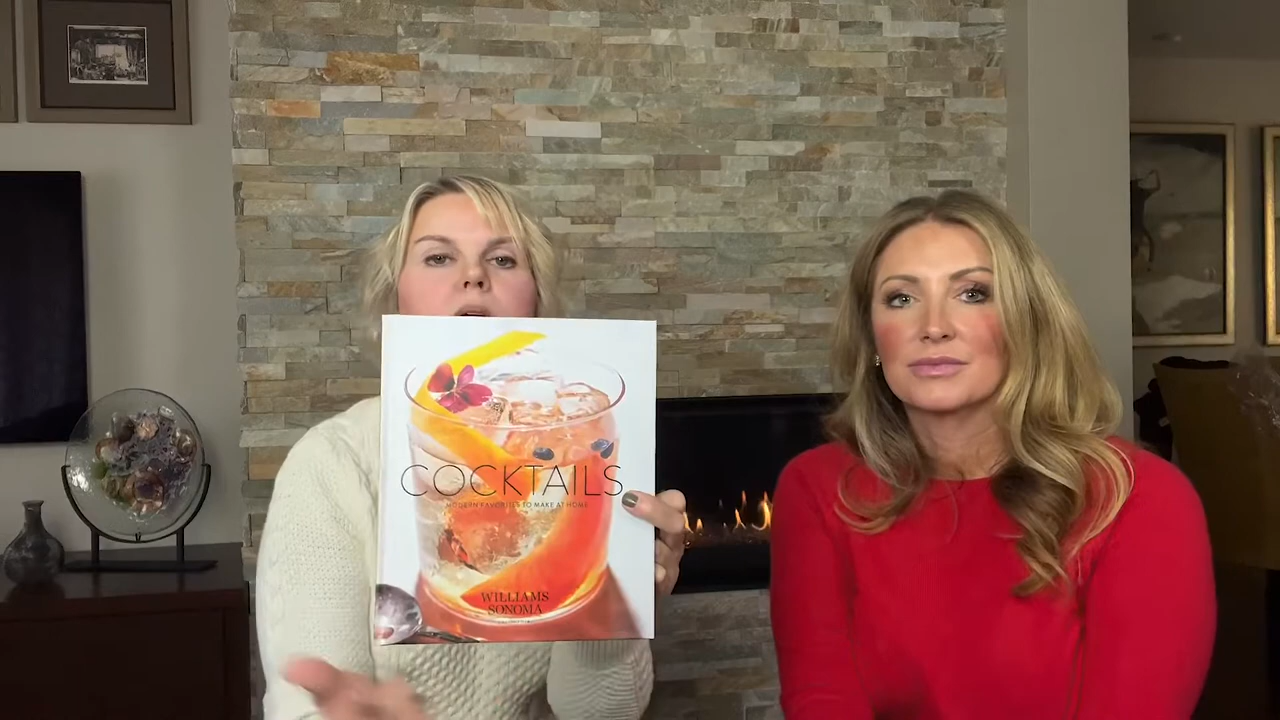 COCKTAILS
MODERN FAVORITES TO MAKE AT HOME
WILLIAMS
SONOMA